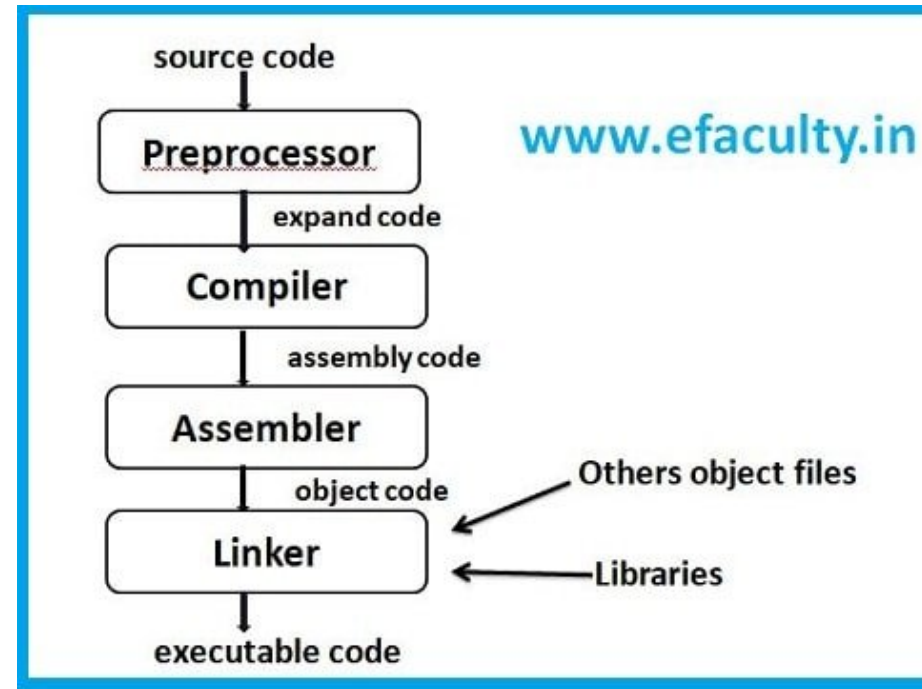 source code
www.efaculty.in
Preprocessor
expand code
Compiler
assembly code
Assembler
object code
Others object files
Linker
Libraries
executable code